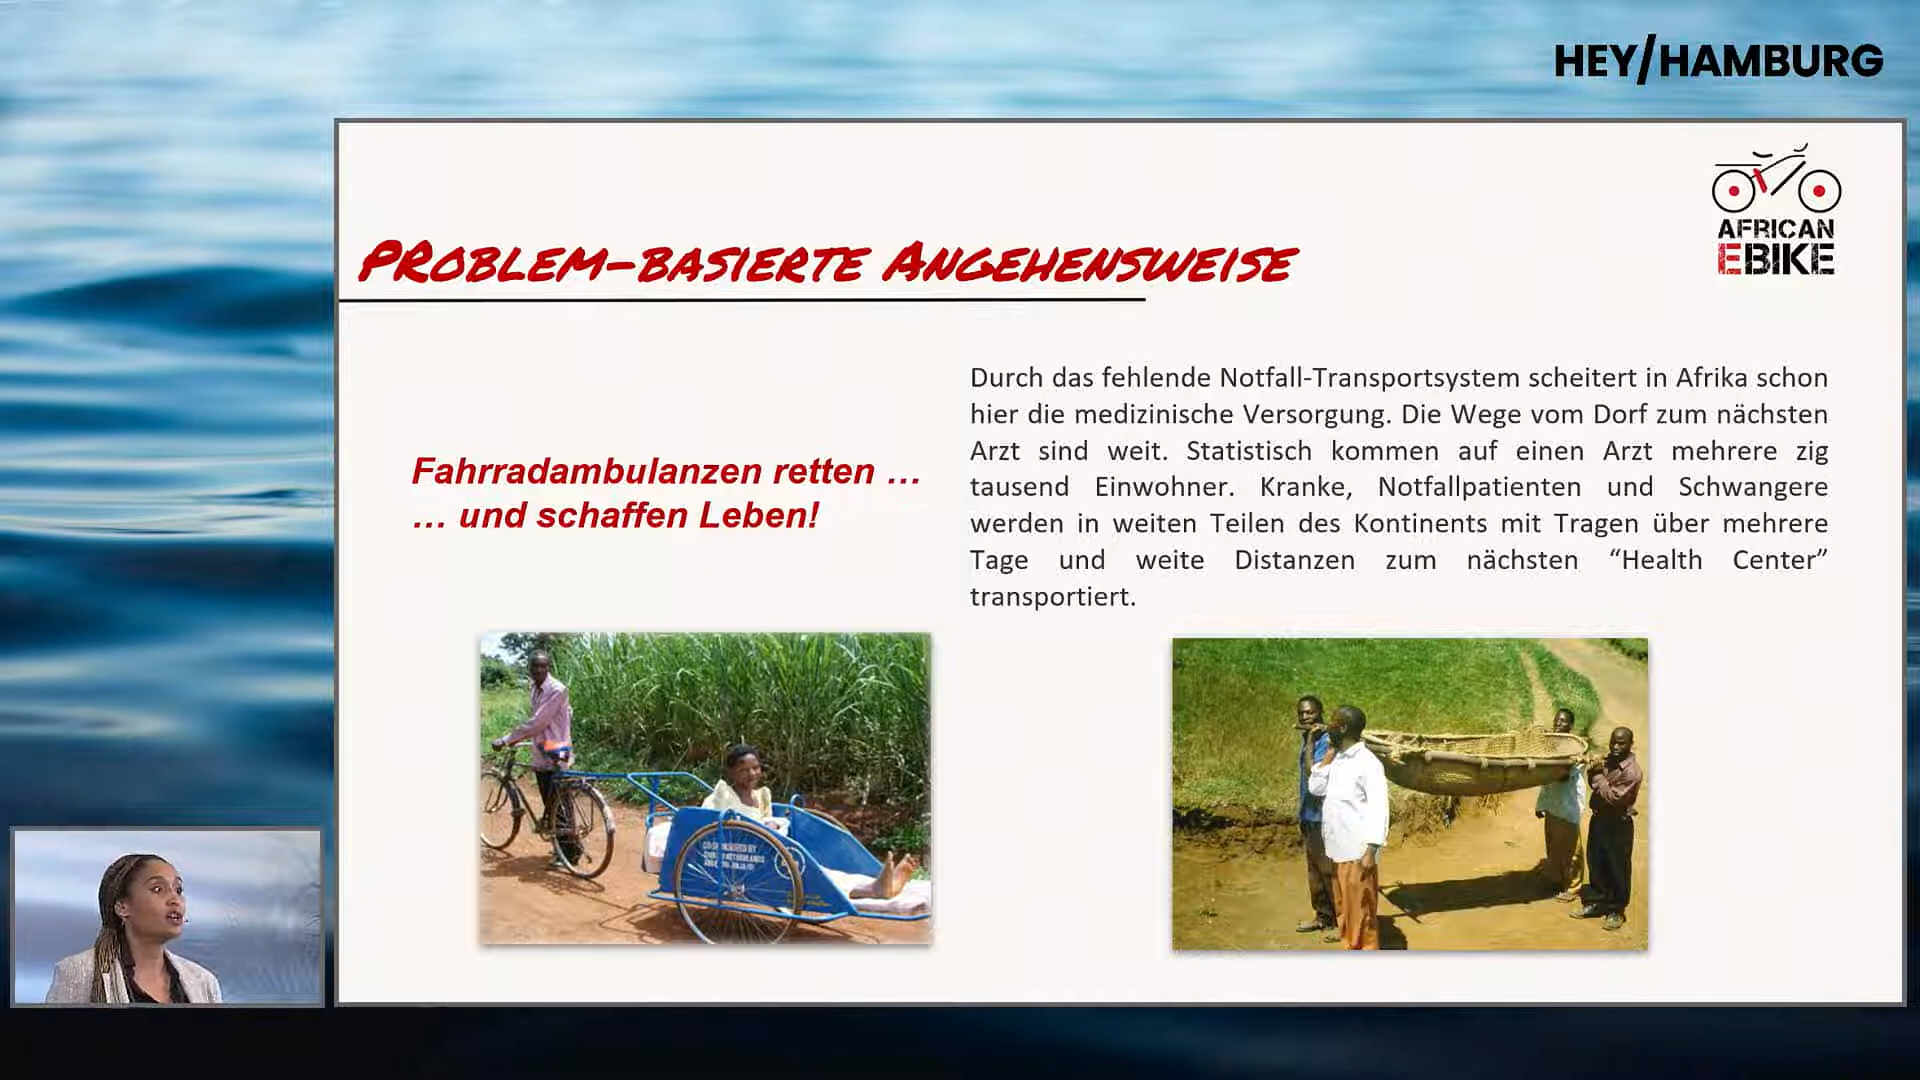 HEY/HAMBURG
AFRICAN
EBIKE
PROBLEM-BASIERTE ANGEHENSWEISE
Fahrradambulanzen retten …
… und schaffen Leben!
Durch das fehlende Notfall-Transportsystem scheitert in Afrika schon
hier die medizinische Versorgung. Die Wege vom Dorf zum nächsten
Arzt sind weit. Statistisch kommen auf einen Arzt mehrere zig
tausend Einwohner. Kranke, Notfallpatienten und Schwangere
werden in weiten Teilen des Kontinents mit Tragen über mehrere
Tage und weite Distanzen zum nächsten “Health Center”
transportiert.